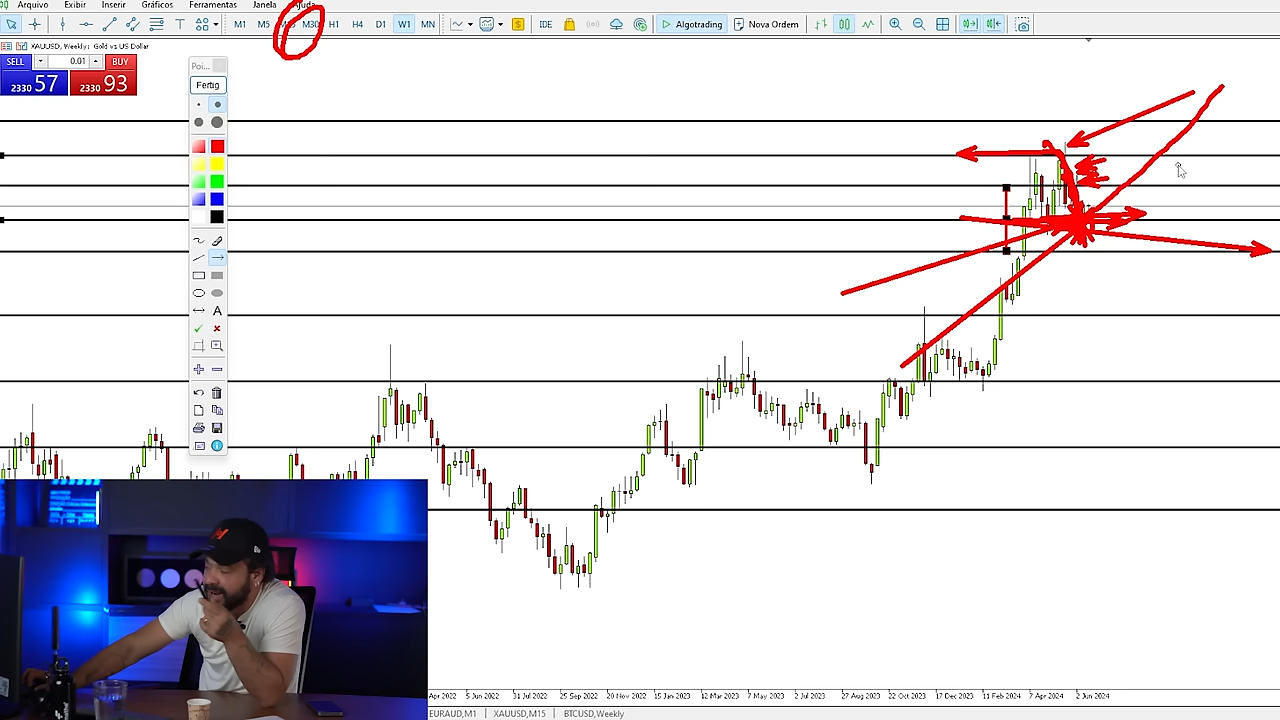 Arquivo Exibir Inserir Gráficos Ferramentas Janela Ajuda
M1 M5 M30 H1 H4 D1 W1 MN IDE Algotrading Nova Ordem
XAUUSD, Weekly: Gold vs US Dollar
SELL 0.01 BUY
2330 57 2330 93
Poi...
Fertig
A
Apr 2022 5 Jun 2022 31 Jul 2022 25 Sep 2022 20 Nov 2022 15 Jan 2023 12 Mar 2023 7 May 2023 2 Jul 2023 27 Aug 2023 22 Oct 2023 17 Dec 2023 11 Feb 2024 7 Apr 2024 2 Jun 2024
EURAUD,M1 XAUUSD,M15 BTCUSD,Weekly